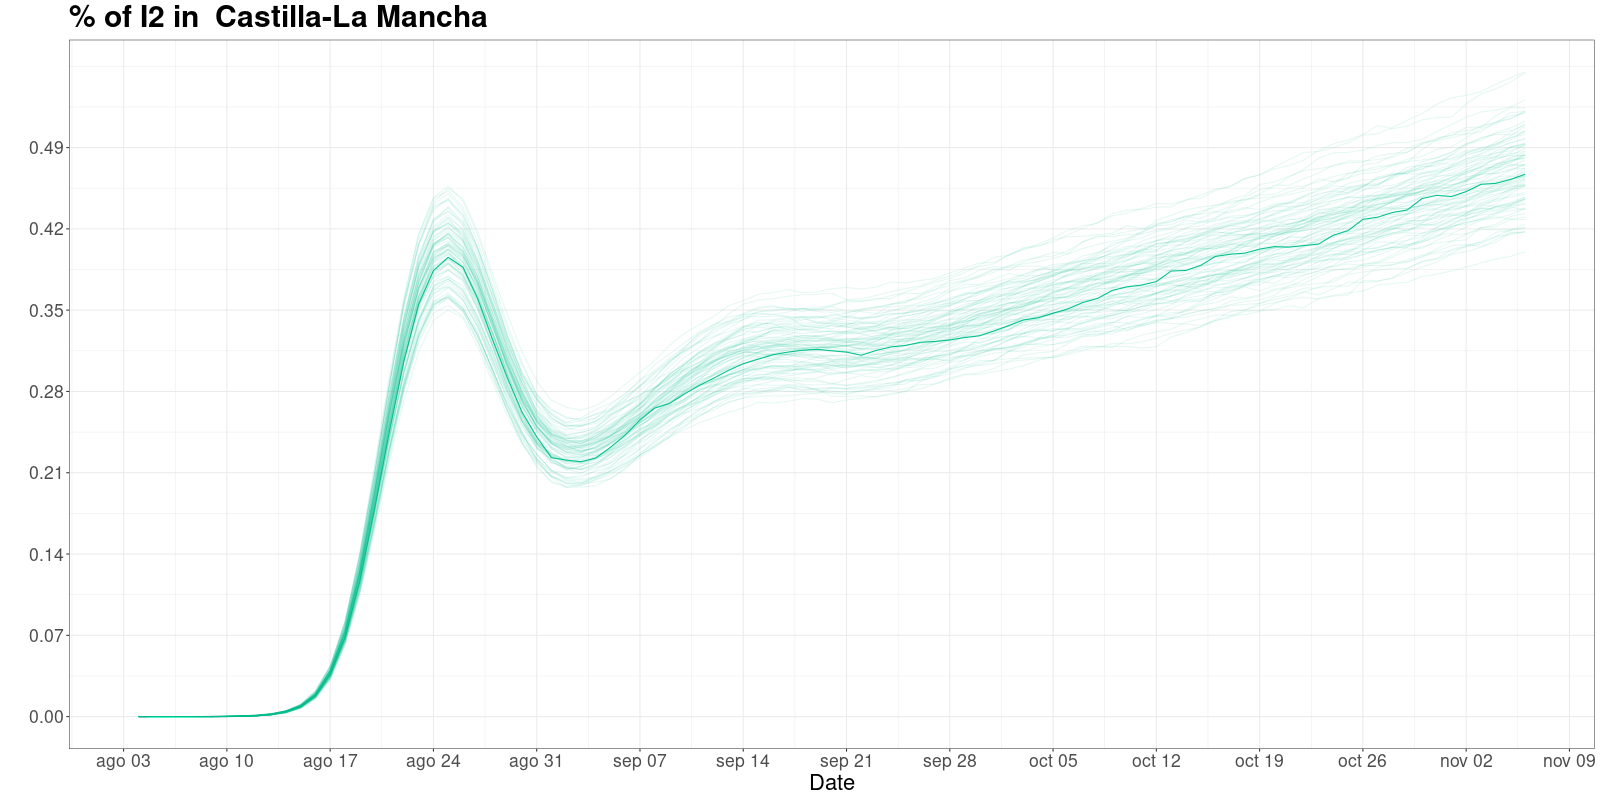 % of I2 in  Castilla-La Mancha
0.49
0.42
0.35
0.28
0.21
0.14
0.07
0.00
ago 03 ago 10 ago 17 ago 24 ago 31 sep 07 sep 14 sep 21 sep 28 oct 05 oct 12 oct 19 oct 26 nov 02 nov 09
Date